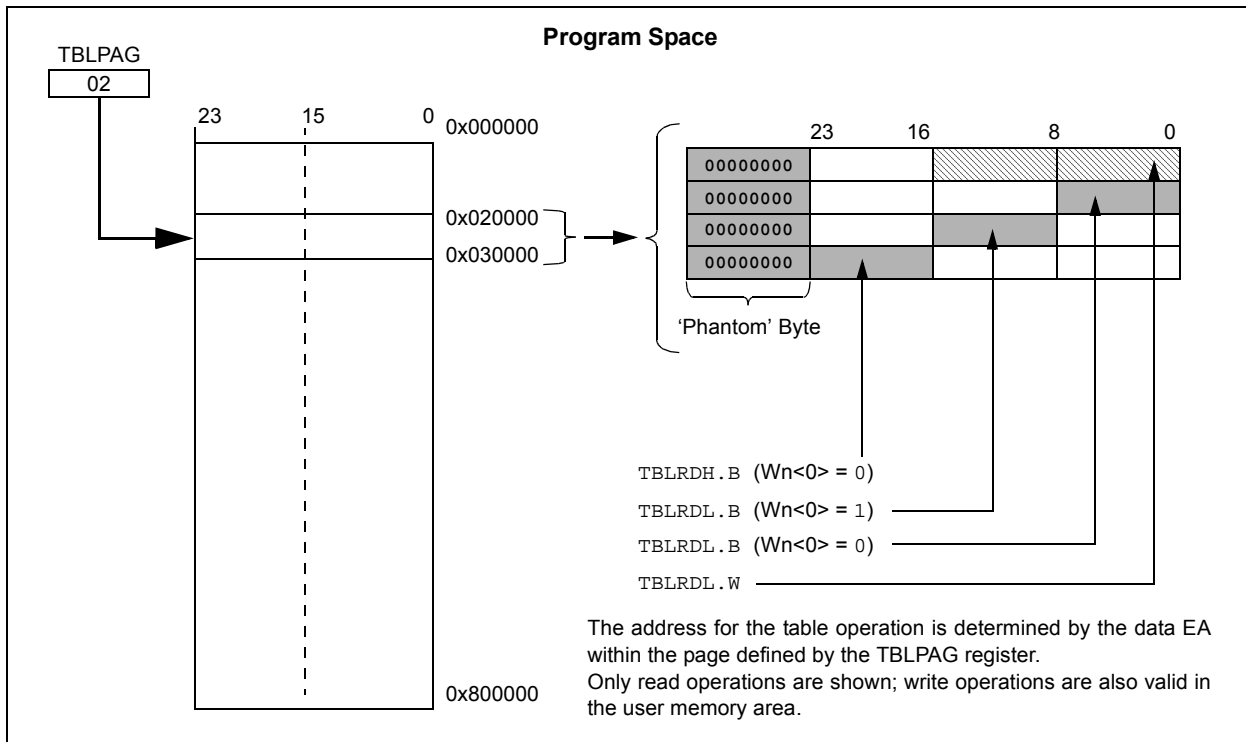 Program Space
TBLPAG
02
23 15 0
0x000000
0x020000
0x030000
0x800000
23 16 8 0
00000000
00000000
00000000
00000000
‘Phantom’ Byte
TBLRDH.B (Wn<0> = 0)
TBLRDL.B (Wn<0> = 1)
TBLRDL.B (Wn<0> = 0)
TBLRDL.W
The address for the table operation is determined by the data EA
within the page defined by the TBLPAG register.
Only read operations are shown; write operations are also valid in
the user memory area.